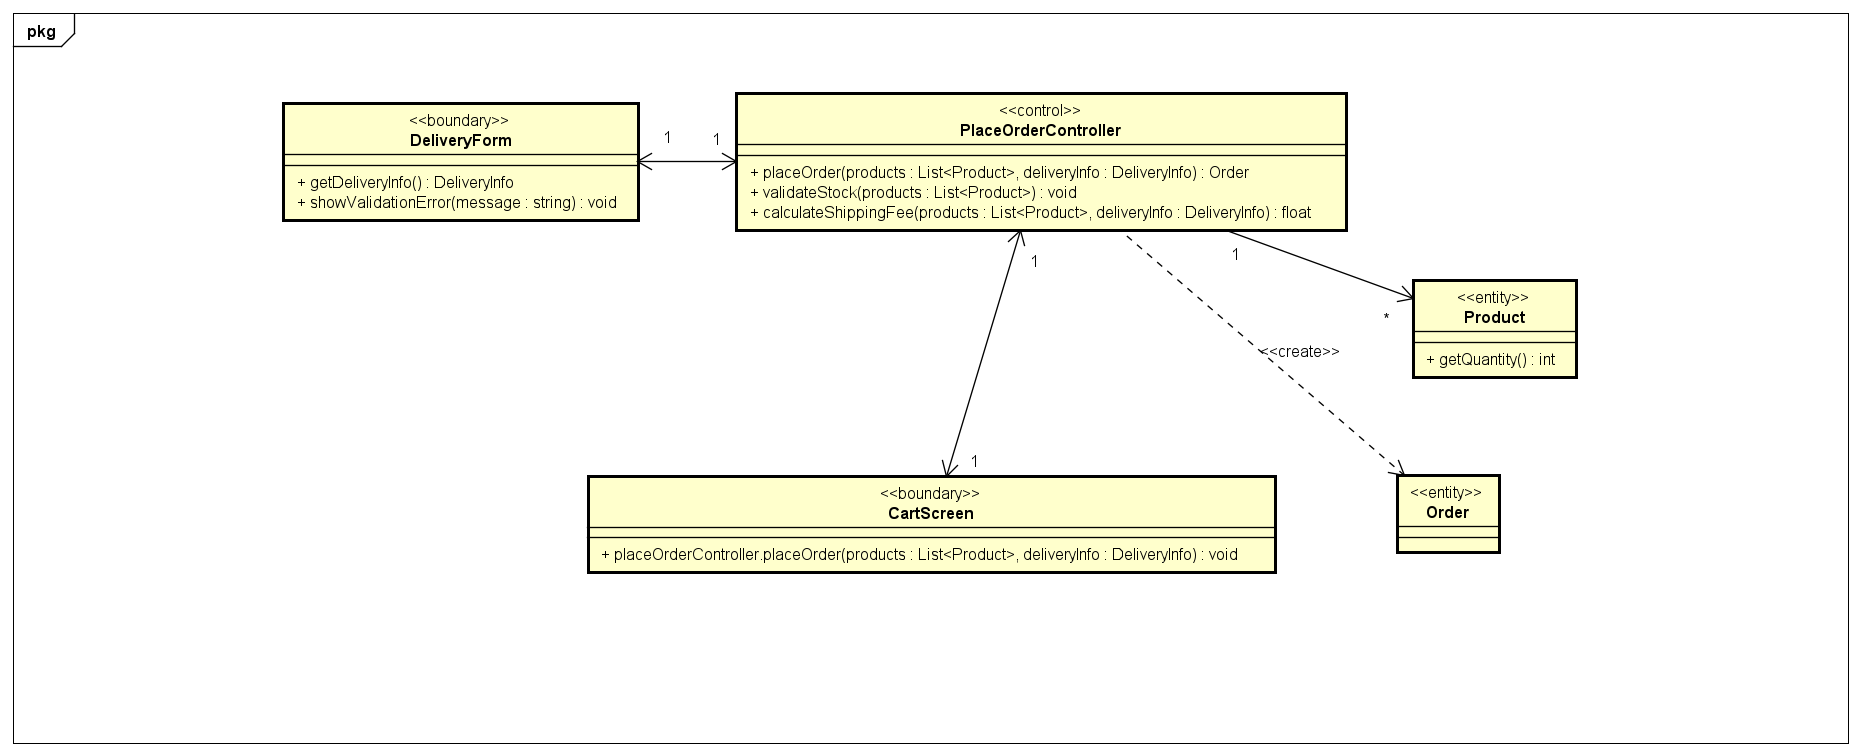 pkg
<<boundary>>
DeliveryForm
+ getDeliveryInfo() : DeliveryInfo
+ showValidationError(message : string) : void
1
1
<<control>>
PlaceOrderController
+ placeOrder(products : List<Product>, deliveryInfo : DeliveryInfo) : Order
+ validateStock(products : List<Product>) : void
+ calculateShippingFee(products : List<Product>, deliveryInfo : DeliveryInfo) : float
1
1
<<entity>>
Product
+ getQuantity() : int
*
<<create>>
1
<<boundary>>
CartScreen
+ placeOrderController.placeOrder(products : List<Product>, deliveryInfo : DeliveryInfo) : void
<<entity>>
Order